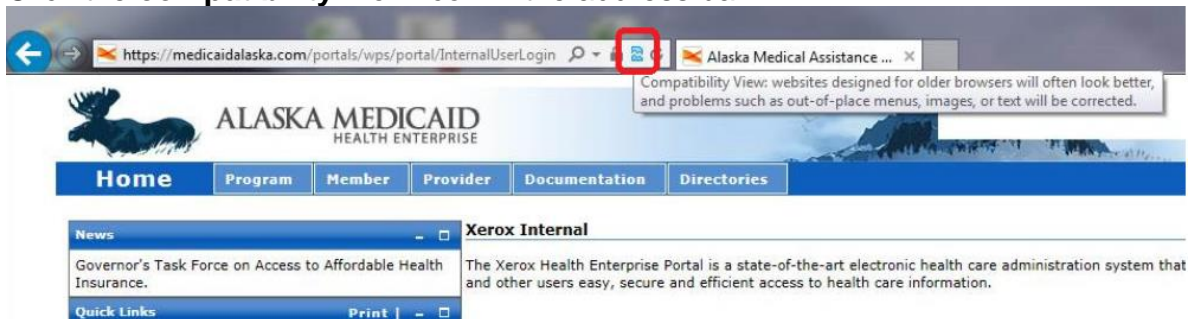 https://medicaidalaska.com/portals/wps/portal/InternalUserLogin
Alaska Medical Assistance ...
Compatibility View: websites designed for older browsers will often look better,
and problems such as out-of-place menus, images, or text will be corrected.
ALASKA MEDICAID
HEALTH ENTERPRISE
Home Program Member Provider Documentation Directories
News
Governor's Task Force on Access to Affordable Health
Insurance.
Quick Links Print |
Xerox Internal
The Xerox Health Enterprise Portal is a state-of-the-art electronic health care administration system that
and other users easy, secure and efficient access to health care information.